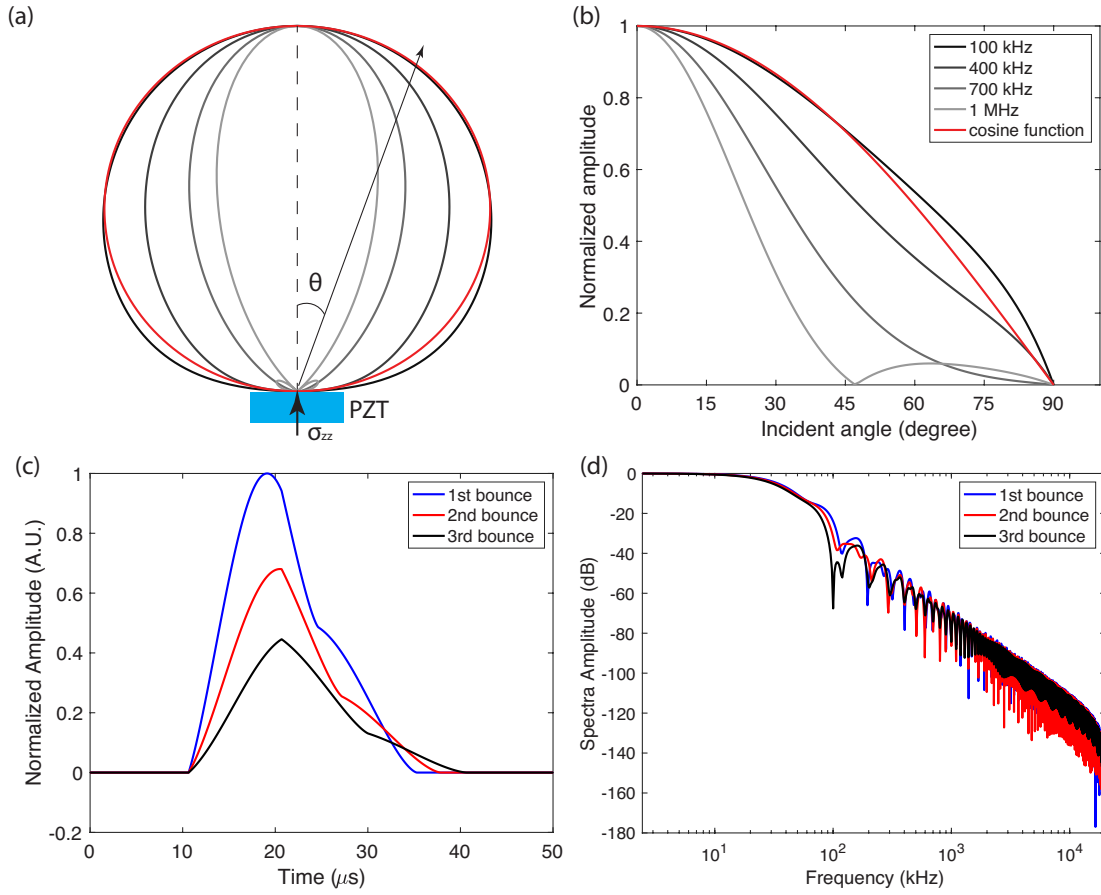 (a)
θ
PZT
σzz
(b)
Normalized amplitude
1
0.8
0.6
0.4
0.2
0
0 15 30 45 60 75 90
Incident angle (degree)
100 kHz
400 kHz
700 kHz
1 MHz
cosine function
(c)
Normalized Amplitude (A.U.)
1
0.8
0.6
0.4
0.2
0
-0.2
0 10 20 30 40 50
Time (μs)
1st bounce
2nd bounce
3rd bounce
(d)
Spectra Amplitude (dB)
0
-20
-40
-60
-80
-100
-120
-140
-160
-180
10¹ 10² 10³ 10⁴
Frequency (kHz)
1st bounce
2nd bounce
3rd bounce